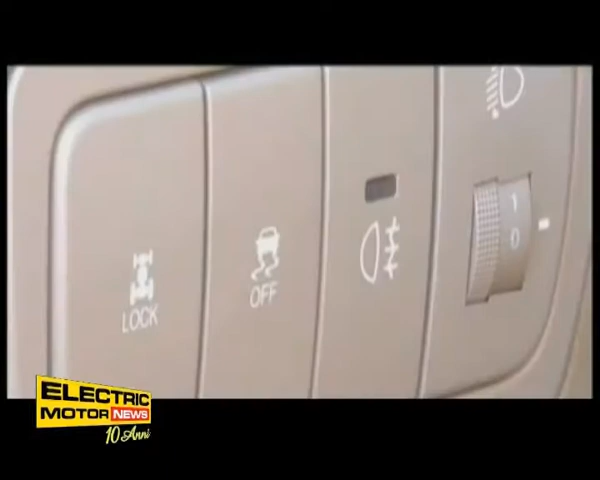 LOCK
OFF
1
0
ELECTRIC
MOTOR NEWS
10 Anni